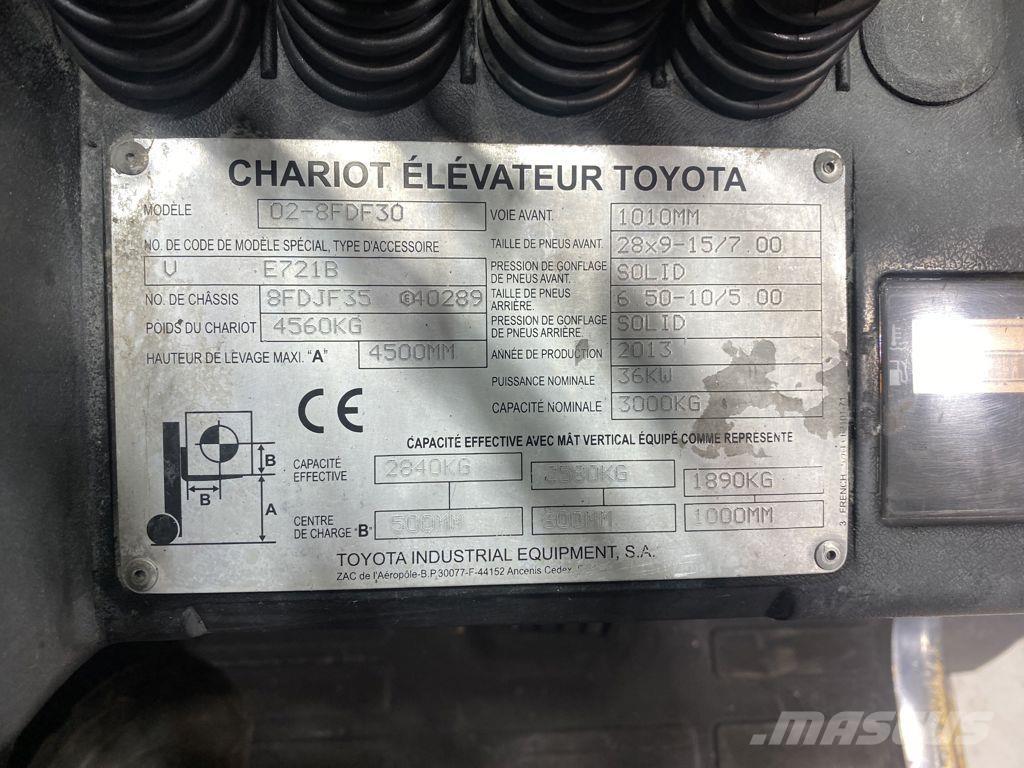 CHARIOT ÉLÉVATEUR TOYOTA
MODÈLE 02-8FDF30
NO. DE CODE DE MODÈLE SPÉCIAL, TYPE D'ACCESSOIRE
V E721B
NO. DE CHÂSSIS 8FDJF35 40289
POIDS DU CHARIOT 4560KG
HAUTEUR DE LEVAGE MAXI. "A" 4500MM
VOIE AVANT. 1010MM
TAILLE DE PNEUS AVANT. 28x9-15/7.00
PRESSION DE GONFLAGE
DE PNEUS AVANT. SOLID
TAILLE DE PNEUS
ARRIÈRE. 6.50-10/5.00
PRESSION DE GONFLAGE
DE PNEUS ARRIÈRE. SOLID
ANNÉE DE PRODUCTION 2013
PUISSANCE NOMINALE 36KW
CAPACITÉ NOMINALE 3000KG
CE
B
B
A
CAPACITÉ EFFECTIVE AVEC MÂT VERTICAL ÉQUIPÉ COMME REPRÉSENTE
CAPACITÉ
EFFECTIVE 2840KG 1890KG
CENTRE
DE CHARGE "B" 500MM 600MM 1000MM
TOYOTA INDUSTRIAL EQUIPMENT, S.A.
ZAC de l'Aéropôle-B.P.30077-F-44152 Ancenis Cedex
3 FRENCH
E
MASCUS